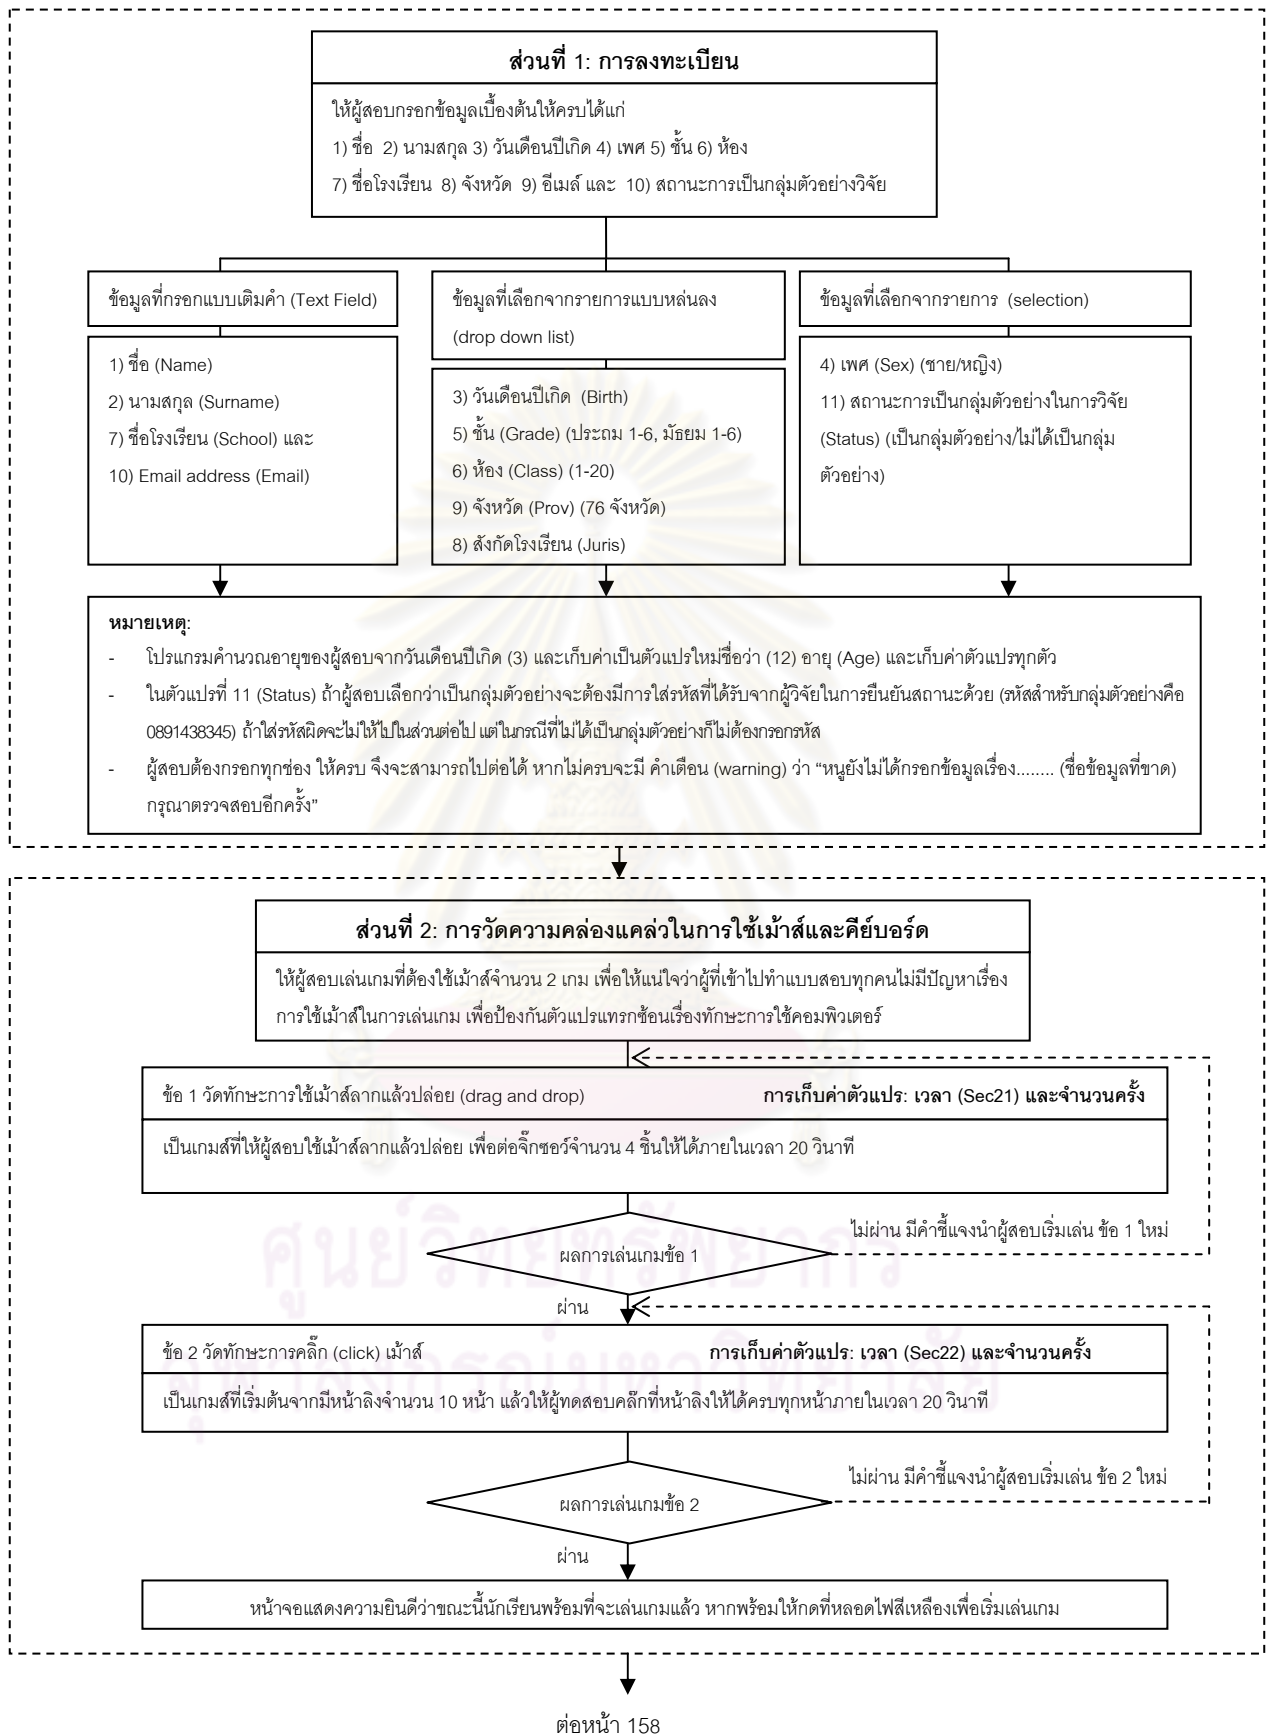 ส่วนที่ 1: การลงทะเบียน
ให้ผู้สอบกรอกข้อมูลเบื้องต้นให้ครบได้แก่
1) ชื่อ 2) นามสกุล 3) วันเดือนปีเกิด 4) เพศ 5) ชั้น 6) ห้อง
7) ชื่อโรงเรียน 8) จังหวัด 9) อีเมล์ และ 10) สถานะการเป็นกลุ่มตัวอย่างวิจัย
ข้อมูลที่กรอกแบบเติมคำ (Text Field)
1) ชื่อ (Name)
2) นามสกุล (Surname)
7) ชื่อโรงเรียน (School) และ
10) Email address (Email)
ข้อมูลที่เลือกจากรายการแบบหล่นลง
(drop down list)
3) วันเดือนปีเกิด (Birth)
5) ชั้น (Grade) (ประถม 1-6, มัธยม 1-6)
6) ห้อง (Class) (1-20)
9) จังหวัด (Prov) (76 จังหวัด)
8) สังกัดโรงเรียน (Juris)
ข้อมูลที่เลือกจากรายการ (selection)
4) เพศ (Sex) (ชาย/หญิง)
11) สถานะการเป็นกลุ่มตัวอย่างในการวิจัย
(Status) (เป็นกลุ่มตัวอย่าง/ไม่ได้เป็นกลุ่ม
ตัวอย่าง)
หมายเหตุ:
- โปรแกรมคำนวณอายุของผู้สอบจากวันเดือนปีเกิด (3) และเก็บค่าเป็นตัวแปรใหม่ชื่อว่า (12) อายุ (Age) และเก็บค่าตัวแปรทุกตัว
- ในตัวแปรที่ 11 (Status) ถ้าผู้สอบเลือกว่าเป็นกลุ่มตัวอย่างจะต้องมีการใส่รหัสที่ได้รับจากผู้วิจัยในการยืนยันสถานะด้วย (รหัสสำหรับกลุ่มตัวอย่างคือ
0891438345) ถ้าใส่รหัสผิดจะไม่ให้ไปในส่วนต่อไป แต่ในกรณีที่ไม่ได้เป็นกลุ่มตัวอย่างก็ไม่ต้องกรอกรหัส
- ผู้สอบต้องกรอกทุกช่อง ให้ครบ จึงจะสามารถไปต่อได้ หากไม่ครบจะมี คำเตือน (warning) ว่า “หนูยังไม่ได้กรอกข้อมูลเรื่อง........ (ชื่อข้อมูลที่ขาด)
กรุณาตรวจสอบอีกครั้ง”
ส่วนที่ 2: การวัดความคล่องแคล่วในการใช้เม้าส์และคีย์บอร์ด
ให้ผู้สอบเล่นเกมที่ต้องใช้เม้าส์จำนวน 2 เกม เพื่อให้แน่ใจว่าผู้ที่เข้าไปทำแบบสอบทุกคนไม่มีปัญหาเรื่อง
การใช้เม้าส์ในการเล่นเกม เพื่อป้องกันตัวแปรแทรกซ้อนเรื่องทักษะการใช้คอมพิวเตอร์
ข้อ 1 วัดทักษะการใช้เม้าส์ลากแล้วปล่อย (drag and drop) การเก็บค่าตัวแปร: เวลา (Sec21) และจำนวนครั้ง
เป็นเกมส์ที่ให้ผู้สอบใช้เม้าส์ลากแล้วปล่อย เพื่อต่อจิ๊กซอว์จำนวน 4 ชิ้นให้ได้ภายในเวลา 20 วินาที
ไม่ผ่าน มีคำชี้แจงนำผู้สอบเริ่มเล่น ข้อ 1 ใหม่
ผลการเล่นเกมข้อ 1
ผ่าน
ข้อ 2 วัดทักษะการคลิ๊ก (click) เม้าส์ การเก็บค่าตัวแปร: เวลา (Sec22) และจำนวนครั้ง
เป็นเกมส์ที่เริ่มต้นจากมีหน้าลิงจำนวน 10 หน้า แล้วให้ผู้ทดสอบคลิ๊กที่หน้าลิงให้ได้ครบทุกหน้าภายในเวลา 20 วินาที
ไม่ผ่าน มีคำชี้แจงนำผู้สอบเริ่มเล่น ข้อ 2 ใหม่
ผลการเล่นเกมข้อ 2
ผ่าน
หน้าจอแสดงความยินดีว่าขณะนี้นักเรียนพร้อมที่จะเล่นเกมแล้ว หากพร้อมให้กดที่หลอดไฟสีเหลืองเพื่อเริ่มเล่นเกม
ต่อหน้า 158
ศูนย์วิทยทรัพยากร
จุฬาลงกรณ์มหาวิทยาลัย